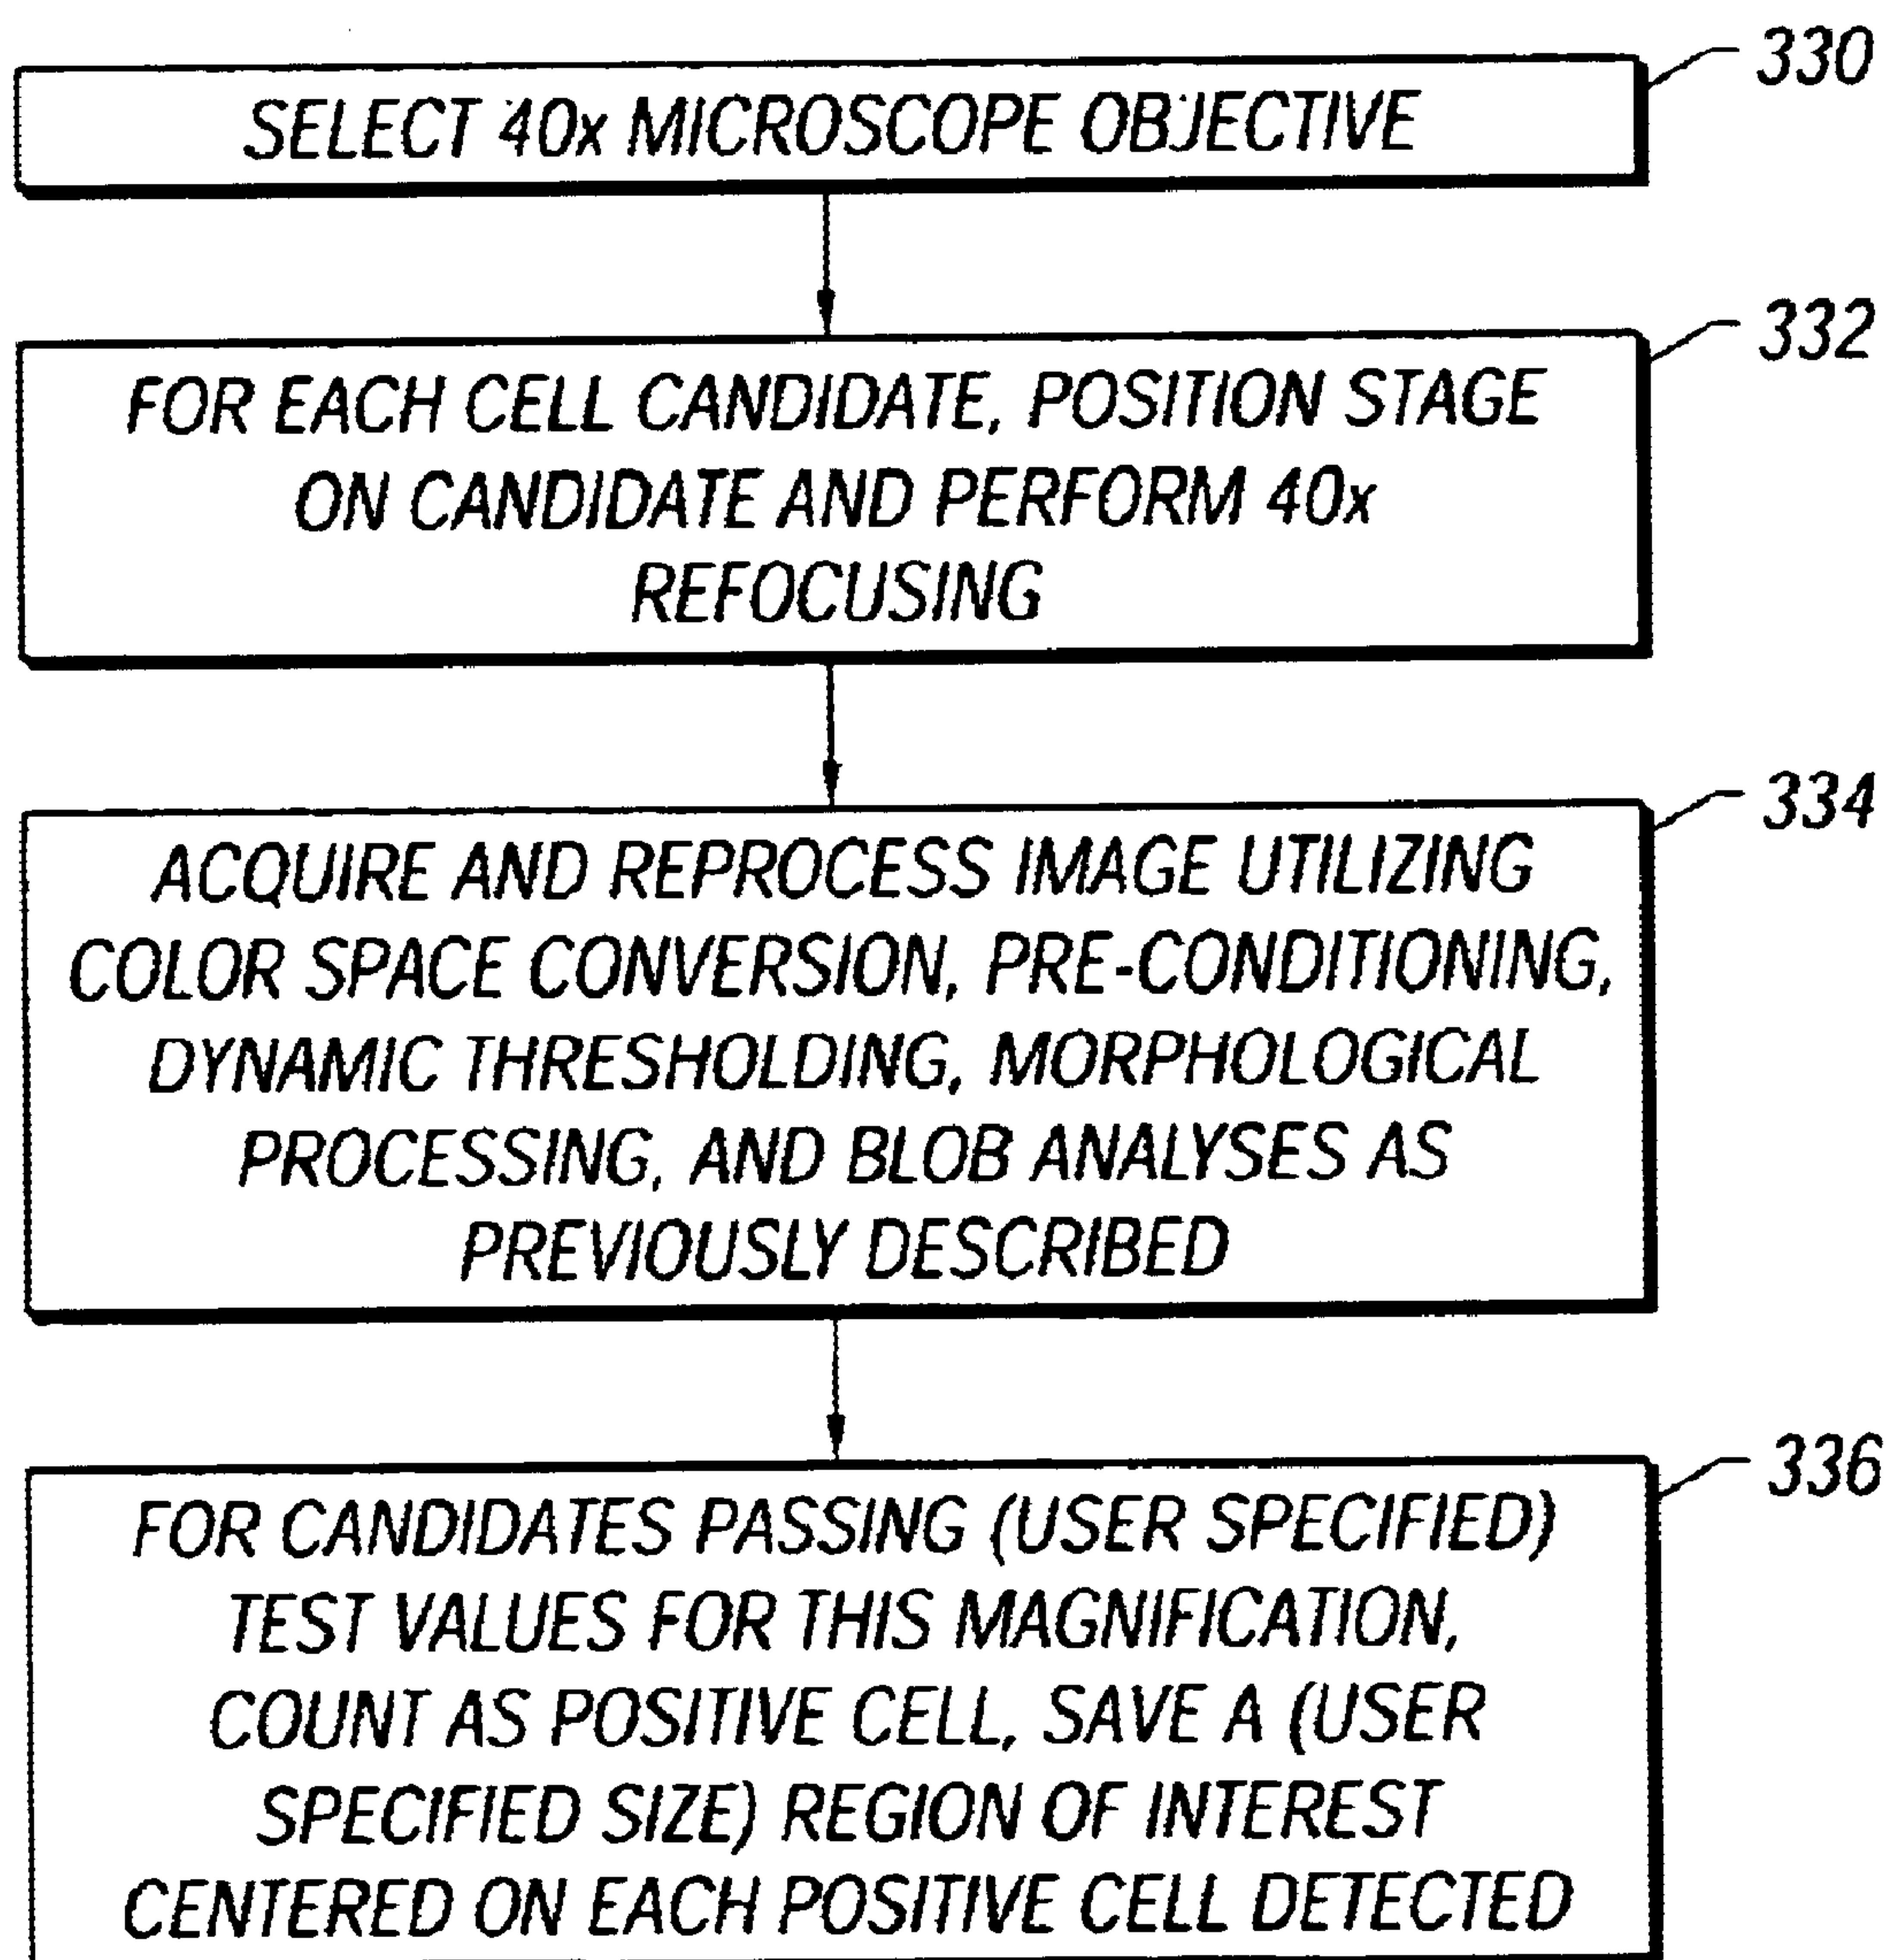 330
SELECT 40x MICROSCOPE OBJECTIVE
332
FOR EACH CELL CANDIDATE, POSITION STAGE
ON CANDIDATE AND PERFORM 40x
REFOCUSING
334
ACQUIRE AND REPROCESS IMAGE UTILIZING
COLOR SPACE CONVERSION, PRE-CONDITIONING,
DYNAMIC THRESHOLDING, MORPHOLOGICAL
PROCESSING, AND BLOB ANALYSES AS
PREVIOUSLY DESCRIBED
336
FOR CANDIDATES PASSING (USER SPECIFIED)
TEST VALUES FOR THIS MAGNIFICATION,
COUNT AS POSITIVE CELL, SAVE A (USER
SPECIFIED SIZE) REGION OF INTEREST
CENTERED ON EACH POSITIVE CELL DETECTED